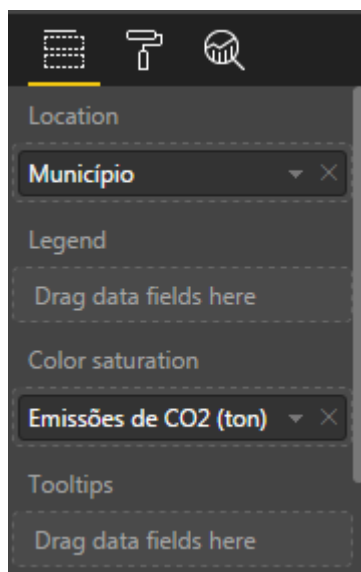 Location
Município
Legend
Drag data fields here
Color saturation
Emissões de CO2 (ton)
Tooltips
Drag data fields here